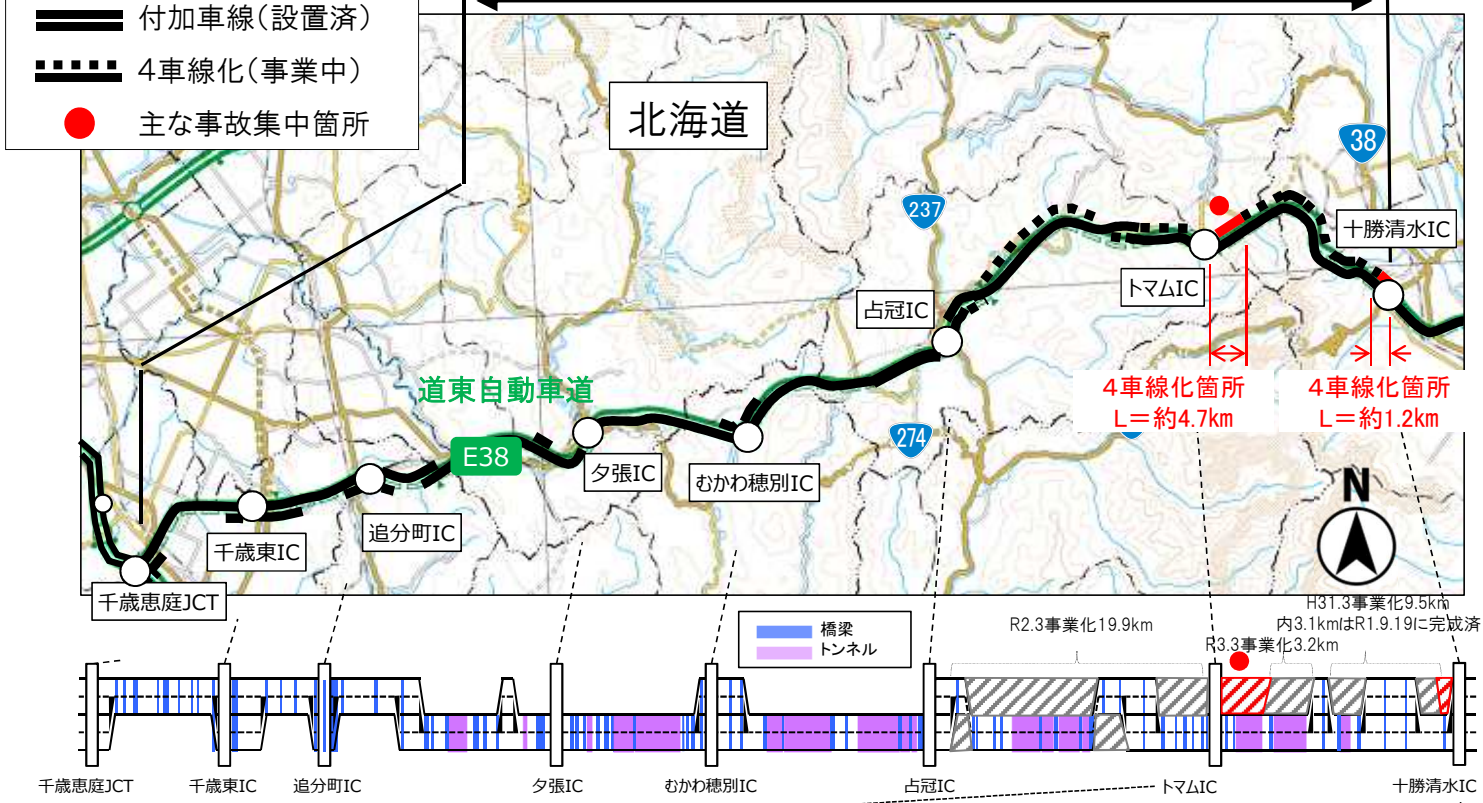 付加車線(設置済)
4車線化(事業中)
主な事故集中箇所
北海道
38
237
十勝清水IC
トマムIC
占冠IC
4車線化箇所
L=約4.7km
4車線化箇所
L=約1.2km
道東自動車道
274
E38
夕張IC
むかわ穂別IC
N
追分町IC
千歳東IC
千歳恵庭JCT
橋梁
トンネル
R2.3事業化19.9km
H31.3事業化9.5km
内3.1kmはR1.9.19に完成済
R3.3事業化3.2km
千歳恵庭JCT
千歳東IC
追分町IC
夕張IC
むかわ穂別IC
占冠IC
トマムIC
十勝清水IC